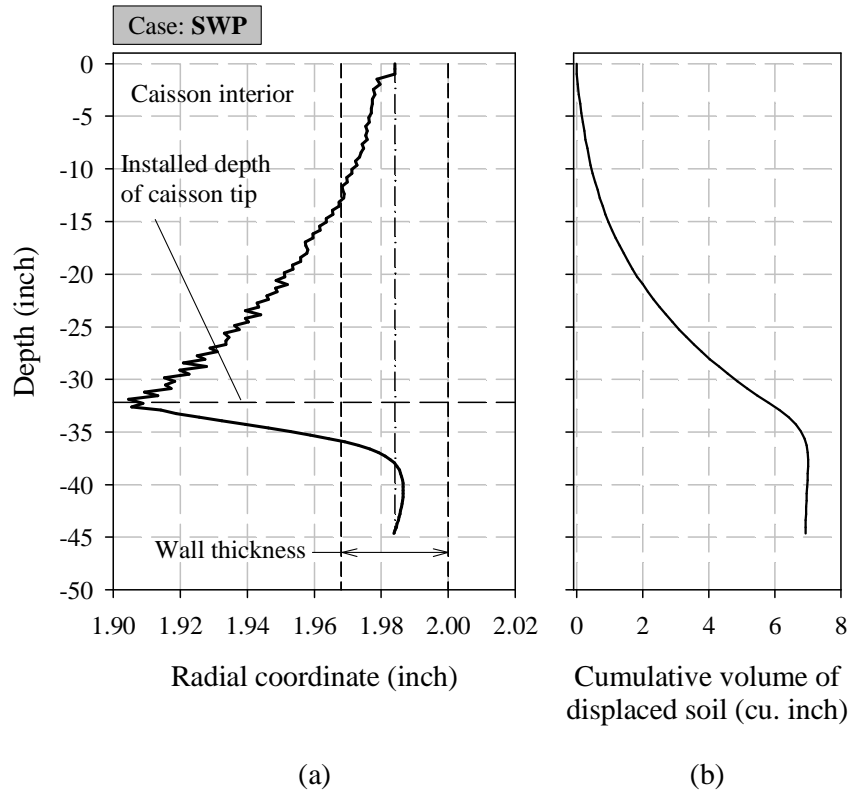 Case: SWP
Caisson interior
Installed depth
of caisson tip
Wall thickness
Depth (inch)
0
-5
-10
-15
-20
-25
-30
-35
-40
-45
-50
1.90 1.92 1.94 1.96 1.98 2.00 2.02
Radial coordinate (inch)
(a)
0 2 4 6 8
Cumulative volume of
displaced soil (cu. inch)
(b)